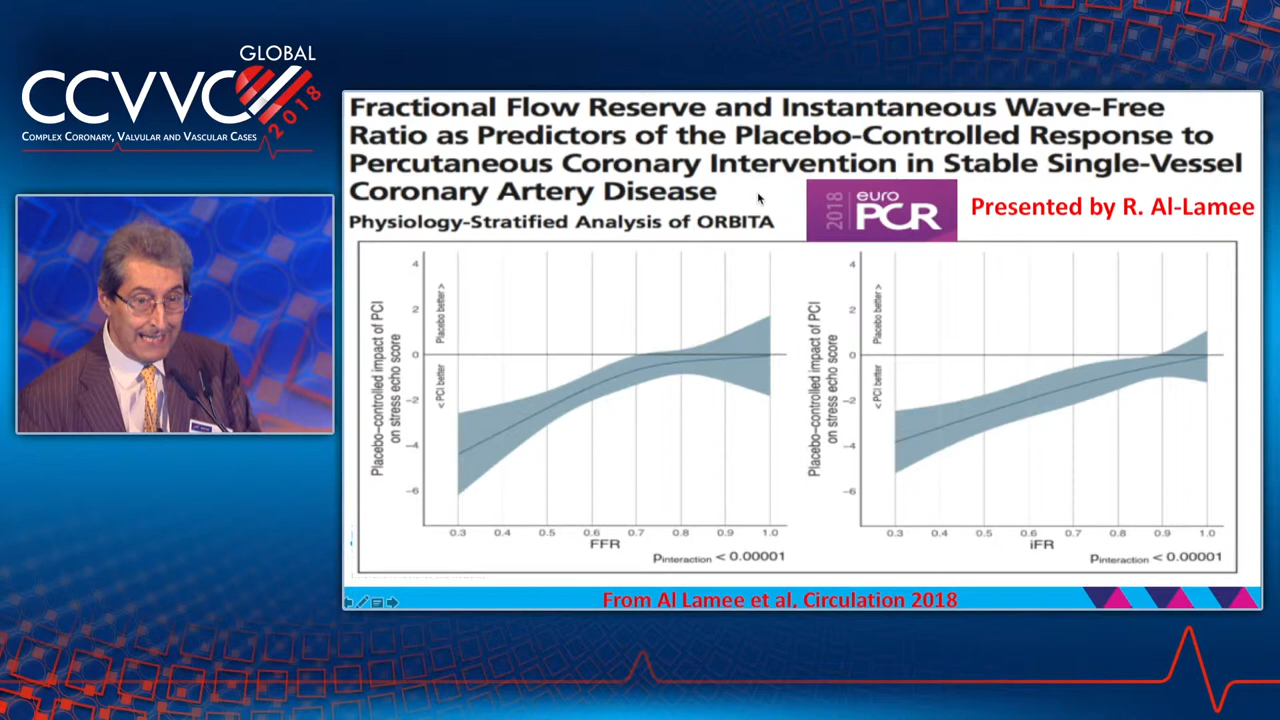 GLOBAL
CCVVC
2018
COMPLEX CORONARY, VALVULAR AND VASCULAR CASES
Fractional Flow Reserve and Instantaneous Wave-Free
Ratio as Predictors of the Placebo-Controlled Response to
Percutaneous Coronary Intervention in Stable Single-Vessel
Coronary Artery Disease
Physiology-Stratified Analysis of ORBITA
2018
euro
PCR
Presented by R. Al-Lamee
Placebo-controlled impact of PCI
on stress echo score
< PCI better
Placebo better >
4
2
0
−2
−4
−6
0.3 0.4 0.5 0.6 0.7 0.8 0.9 1.0
FFR
Pinteraction < 0.00001
Placebo-controlled impact of PCI
on stress echo score
< PCI better
Placebo better >
4
2
0
−2
−4
−6
0.3 0.4 0.5 0.6 0.7 0.8 0.9 1.0
iFR
Pinteraction < 0.00001
From Al Lamee et al, Circulation 2018